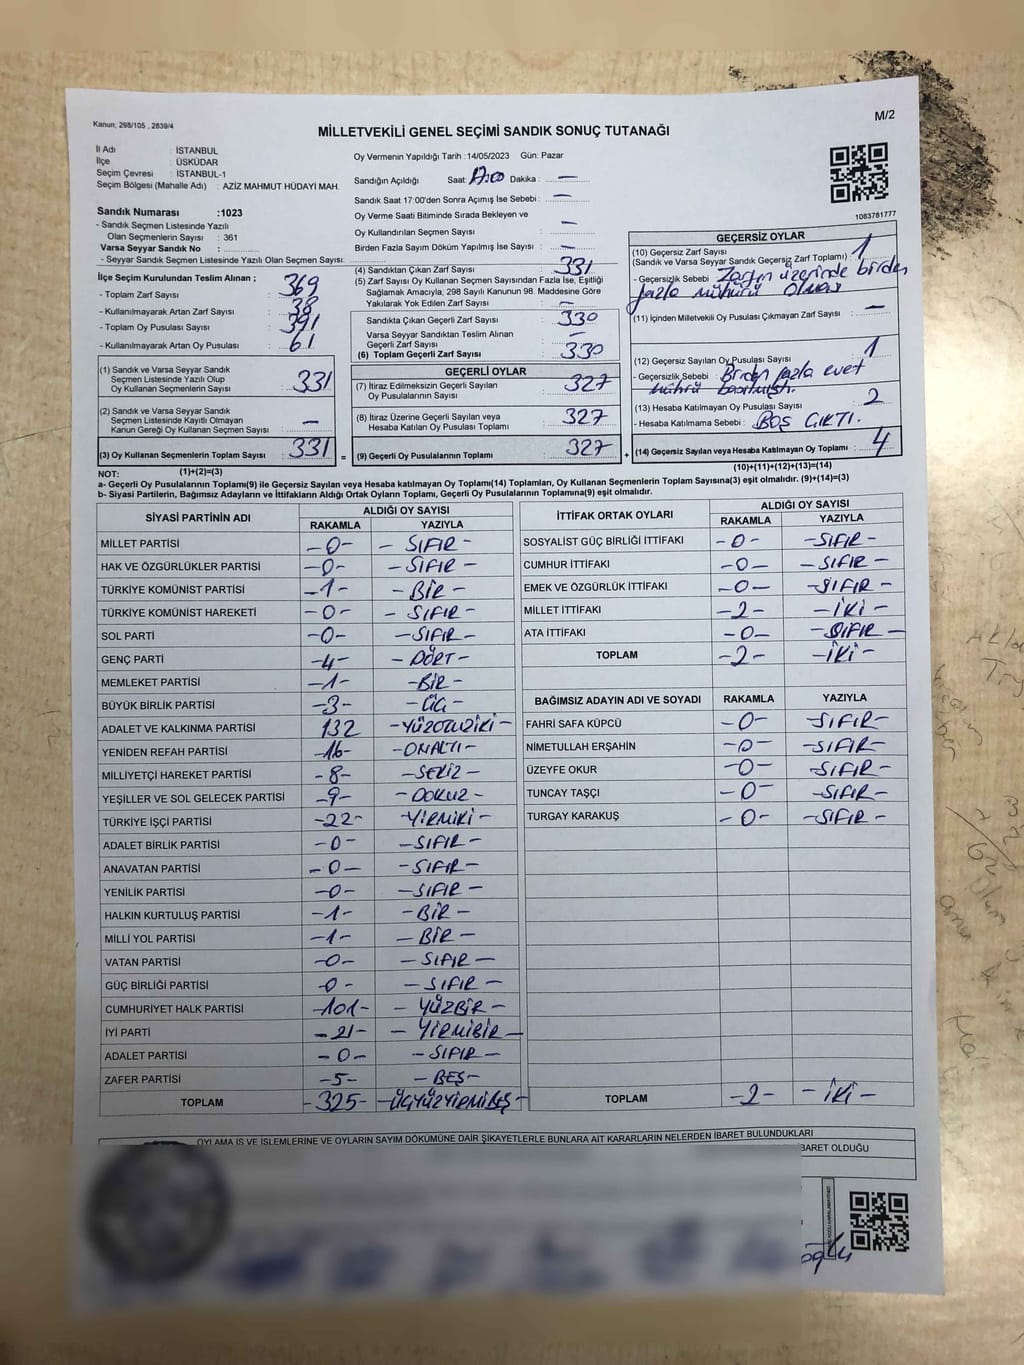 Kanun; 298/105 , 2839/4
M/2
MİLLETVEKİLİ GENEL SEÇİMİ SANDIK SONUÇ TUTANAĞI
İl Adı : İSTANBUL
İlçe : ÜSKÜDAR
Seçim Çevresi : İSTANBUL-1
Seçim Bölgesi (Mahalle Adı) : AZİZ MAHMUT HÜDAYİ MAH.
Sandık Numarası :1023
- Sandık Seçmen Listesinde Yazılı
Olan Seçmenlerin Sayısı : 361
Varsa Seyyar Sandık No :
- Seyyar Sandık Seçmen Listesinde Yazılı Olan Seçmen Sayısı:
Oy Vermenin Yapıldığı Tarih :14/05/2023 Gün: Pazar
Sandığın Açıldığı Saat: 17:00 Dakika : —
Sandık Saat 17:00'den Sonra Açımış İse Sebebi : —
Oy Verme Saati Bitiminde Sırada Bekleyen ve
Oy Kullandırılan Seçmen Sayısı : —
Birden Fazla Sayım Döküm Yapılmış İse Sayısı : —
1083781777
İlçe Seçim Kurulundan Teslim Alınan ;
- Toplam Zarf Sayısı : 369
- Kullanılmayarak Artan Zarf Sayısı : 38
- Toplam Oy Pusulası Sayısı : 391
- Kullanılmayarak Artan Oy Pusulası : 61
(1) Sandık ve Varsa Seyyar Sandık
Seçmen Listesinde Yazılı Olup
Oy Kullanan Seçmenlerin Sayısı : 331
(2) Sandık ve Varsa Seyyar Sandık
Seçmen Listesinde Kayıtlı Olmayan
Kanun Gereği Oy Kullanan Seçmen Sayısı : —
(3) Oy Kullanan Seçmenlerin Toplam Sayısı : 331 =
(1)+(2)=(3)
(4) Sandıktan Çıkan Zarf Sayısı : 331
(5) Zarf Sayısı Oy Kullanan Seçmen Sayısından Fazla İse, Eşitliği
Sağlamak Amacıyla; 298 Sayılı Kanunun 98. Maddesine Göre
Yakılarak Yok Edilen Zarf Sayısı : —
Sandıkta Çıkan Geçerli Zarf Sayısı : 330
Varsa Seyyar Sandıktan Teslim Alınan
Geçerli Zarf Sayısı : —
(6) Toplam Geçerli Zarf Sayısı : 330
GEÇERLİ OYLAR
(7) İtiraz Edilmeksizin Geçerli Sayılan
Oy Pusulalarının Sayısı : 327
(8) İtiraz Üzerine Geçerli Sayılan veya
Hesaba Katılan Oy Pusulası Toplamı : 327
(9) Geçerli Oy Pusulalarının Toplamı : 327 +
GEÇERSİZ OYLAR
(10) Geçersiz Zarf Sayısı
(Sandık ve Varsa Seyyar Sandık Geçersiz Zarf Toplamı) : 1
- Geçersizlik Sebebi : Zarfın üzerinde birden
fazla mühürü olması
(11) İçinden Milletvekili Oy Pusulası Çıkmayan Zarf Sayısı : —
(12) Geçersiz Sayılan Oy Pusulası Sayısı : 1
- Geçersizlik Sebebi : Birden fazla evet
mührü basılmıştı.
(13) Hesaba Katılmayan Oy Pusulası Sayısı : 2
- Hesaba Katılmama Sebebi : BOŞ ÇIKTI.
(14) Geçersiz Sayılan veya Hesaba Katılmayan Oy Toplamı : 4
(10)+(11)+(12)+(13)=(14)
NOT:
a- Geçerli Oy Pusulalarının Toplamı(9) ile Geçersiz Sayılan veya Hesaba Katılmayan Oy Toplamı(14) Toplamları, Oy Kullanan Seçmenlerin Toplam Sayısına(3) eşit olmalıdır. (9)+(14)=(3)
b- Siyasi Partilerin, Bağımsız Adayların ve İttifakların Aldığı Ortak Oyların Toplamı, Geçerli Oy Pusulalarının Toplamına(9) eşit olmalıdır.
SİYASİ PARTİNİN ADI ALDIĞI OY SAYISI
RAKAMLA YAZIYLA
MİLLET PARTİSİ -0- - SIFIR -
HAK VE ÖZGÜRLÜKLER PARTİSİ -0- - SIFIR -
TÜRKİYE KOMÜNİST PARTİSİ -1- - BİR -
TÜRKİYE KOMÜNİST HAREKETİ -0- - SIFIR -
SOL PARTİ -0- - SIFIR -
GENÇ PARTİ -4- - DÖRT -
MEMLEKET PARTİSİ -1- -BİR -
BÜYÜK BİRLİK PARTİSİ -3- - ÜÇ -
ADALET VE KALKINMA PARTİSİ 132 -YÜZOTUZİKİ -
YENİDEN REFAH PARTİSİ -16- -ONALTI -
MİLLİYETÇİ HAREKET PARTİSİ -8- -SEKİZ -
YEŞİLLER VE SOL GELECEK PARTİSİ -9- - DOKUZ -
TÜRKİYE İŞÇİ PARTİSİ -22- -YİRMİİKİ -
ADALET BİRLİK PARTİSİ -0- -SIFIR -
ANAVATAN PARTİSİ -0- -SIFIR -
YENİLİK PARTİSİ -0- -SIFIR -
HALKIN KURTULUŞ PARTİSİ -1- - BİR -
MİLLİ YOL PARTİSİ -1- - BİR -
VATAN PARTİSİ -0- - SIFIR -
GÜÇ BİRLİĞİ PARTİSİ -0- - SIFIR -
CUMHURİYET HALK PARTİSİ -101- - YÜZBİR -
İYİ PARTİ -21- - YİRMİBİR -
ADALET PARTİSİ -0- - SIFIR -
ZAFER PARTİSİ -5- - BEŞ -
TOPLAM -325- -ÜÇYÜZYİRMİBEŞ-
İTTİFAK ORTAK OYLARI ALDIĞI OY SAYISI
RAKAMLA YAZIYLA
SOSYALİST GÜÇ BİRLİĞİ İTTİFAKI -0- -SIFIR -
CUMHUR İTTİFAKI -0- -SIFIR -
EMEK VE ÖZGÜRLÜK İTTİFAKI -0- -SIFIR -
MİLLET İTTİFAKI -2- -İKİ -
ATA İTTİFAKI -0- -SIFIR -
TOPLAM -2- -İKİ -
BAĞIMSIZ ADAYIN ADI VE SOYADI RAKAMLA YAZIYLA
FAHRİ SAFA KÜPCÜ -0- -SIFIR -
NİMETULLAH ERŞAHİN -0- -SIFIR -
ÜZEYFE OKUR -0- -SIFIR -
TUNCAY TAŞÇI -0- -SIFIR -
TURGAY KARAKUŞ -0- -SIFIR -
TOPLAM -2- - İKİ -
OYLAMA İŞ VE İŞLEMLERİNE VE OYLARIN SAYIM DÖKÜMÜNE DAİR ŞİKAYETLERLE BUNLARA AİT KARARLARIN NELERDEN İBARET BULUNDUKLARI
BARET OLDUĞU